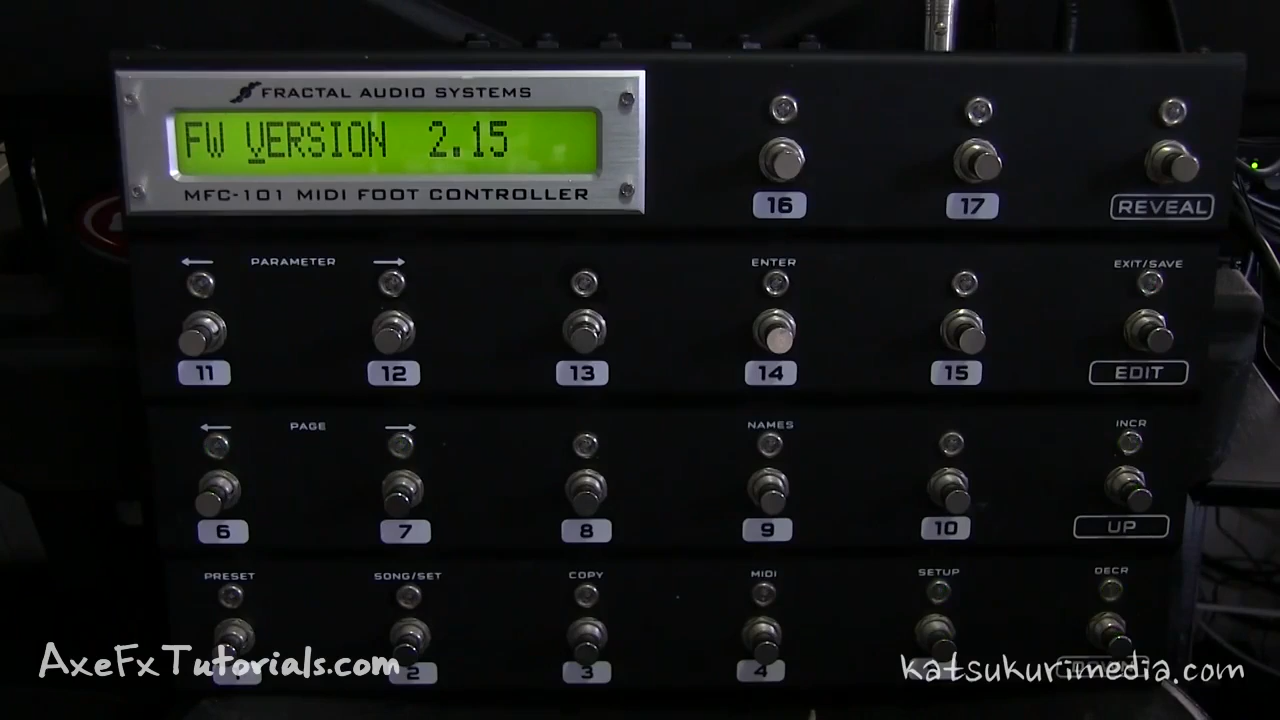 FRACTAL AUDIO SYSTEMS
FW VERSION 2.15
MFC-101 MIDI FOOT CONTROLLER
16 17 REVEAL
← PARAMETER → ENTER EXIT/SAVE
11 12 13 14 15 EDIT
← PAGE → NAMES INCR
6 7 8 9 10 UP
PRESET SONG/SET COPY MIDI SETUP DECR
2 3 4
AxeFxTutorials.com
katsukurimedia.com